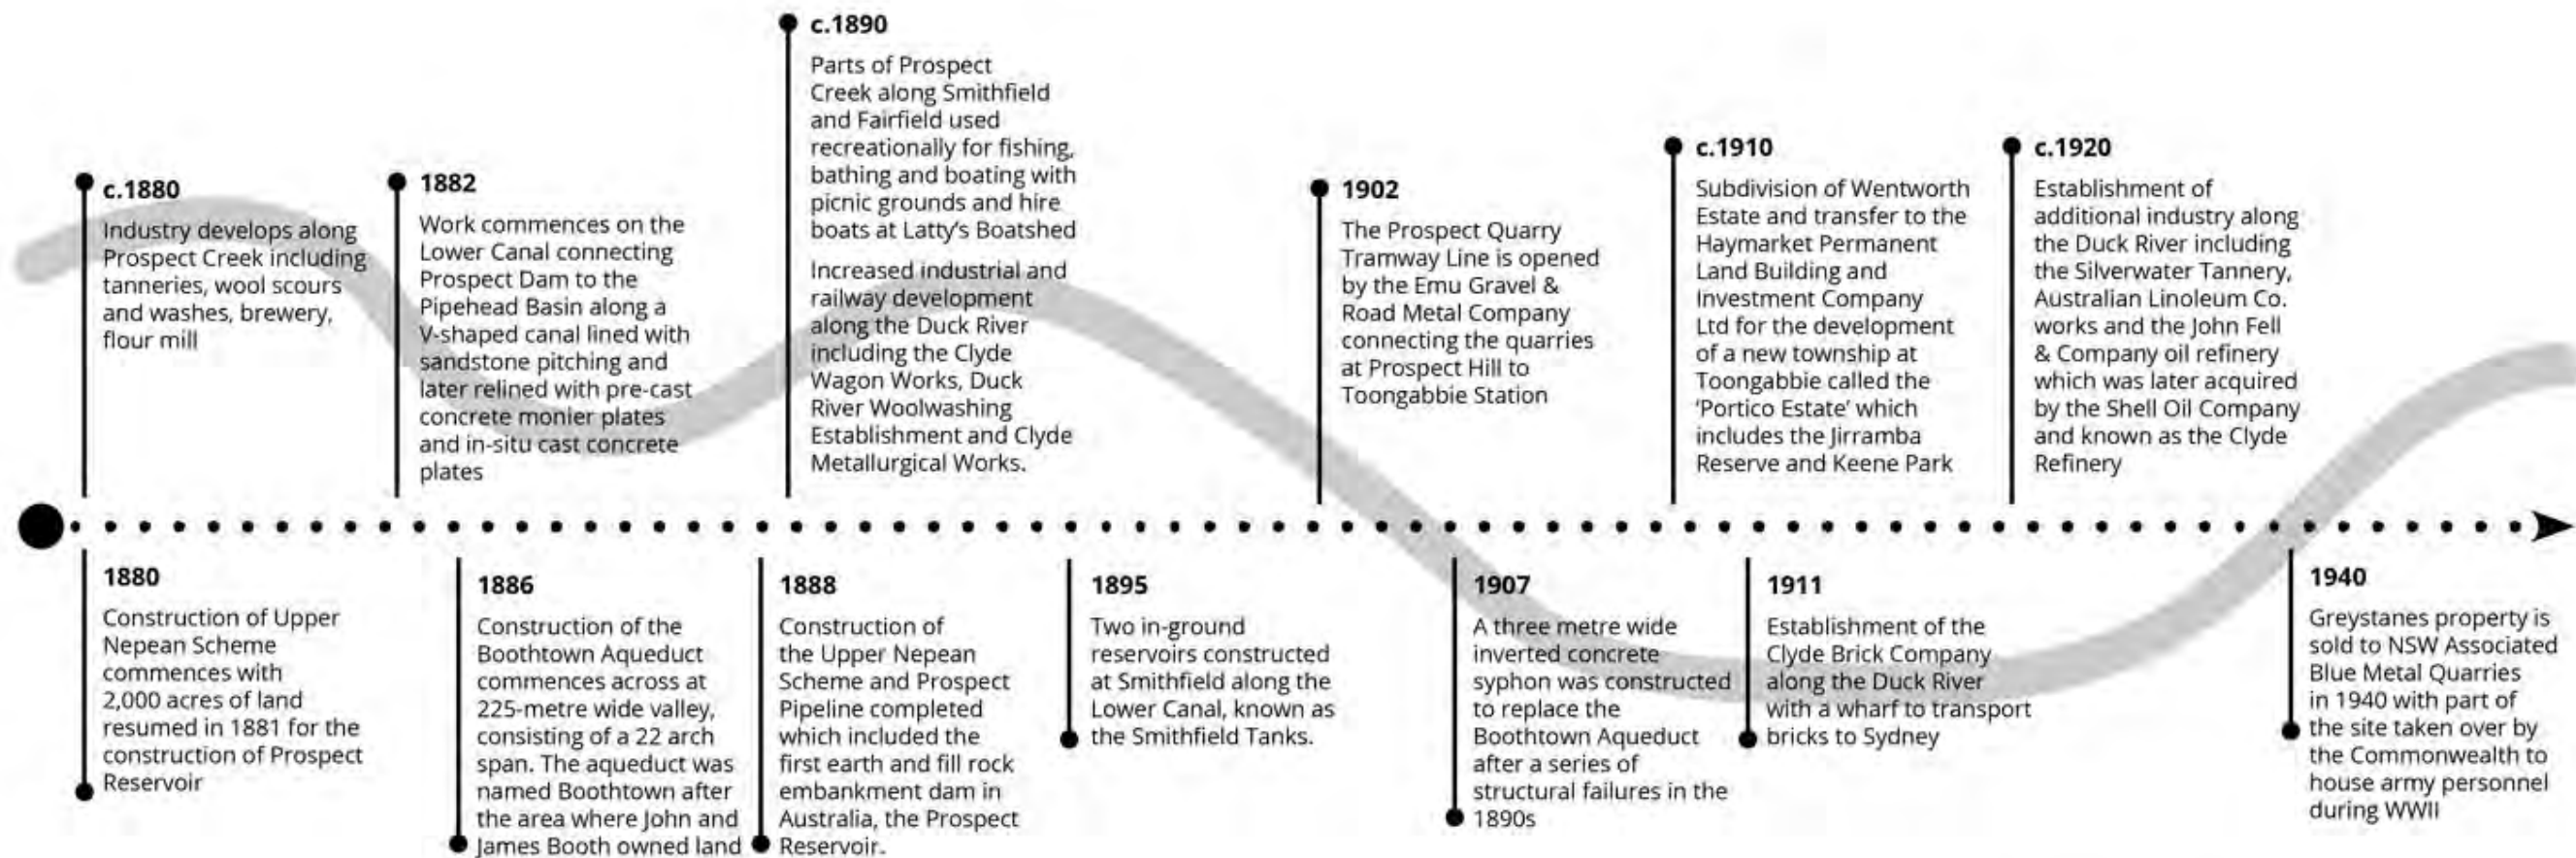 c.1880
Industry develops along
Prospect Creek including
tanneries, wool scours
and washes, brewery,
flour mill
1882
Work commences on the
Lower Canal connecting
Prospect Dam to the
Pipehead Basin along a
V-shaped canal lined with
sandstone pitching and
later relined with pre-cast
concrete monier plates
and in-situ cast concrete
plates
c.1890
Parts of Prospect
Creek along Smithfield
and Fairfield used
recreationally for fishing,
bathing and boating with
picnic grounds and hire
boats at Latty's Boatshed
Increased industrial and
railway development
along the Duck River
including the Clyde
Wagon Works, Duck
River Woolwashing
Establishment and Clyde
Metallurgical Works.
1902
The Prospect Quarry
Tramway Line is opened
by the Emu Gravel &
Road Metal Company
connecting the quarries
at Prospect Hill to
Toongabbie Station
c.1910
Subdivision of Wentworth
Estate and transfer to the
Haymarket Permanent
Land Building and
Investment Company
Ltd for the development
of a new township at
Toongabbie called the
'Portico Estate' which
includes the Jirramba
Reserve and Keene Park
c.1920
Establishment of
additional industry along
the Duck River including
the Silverwater Tannery,
Australian Linoleum Co.
works and the John Fell
& Company oil refinery
which was later acquired
by the Shell Oil Company
and known as the Clyde
Refinery
1880
Construction of Upper
Nepean Scheme
commences with
2,000 acres of land
resumed in 1881 for the
construction of Prospect
Reservoir
1886
Construction of the
Boothtown Aqueduct
commences across at
225-metre wide valley,
consisting of a 22 arch
span. The aqueduct was
named Boothtown after
the area where John and
James Booth owned land
1888
Construction of
the Upper Nepean
Scheme and Prospect
Pipeline completed
which included the
first earth and fill rock
embankment dam in
Australia, the Prospect
Reservoir.
1895
Two in-ground
reservoirs constructed
at Smithfield along the
Lower Canal, known as
the Smithfield Tanks.
1907
A three metre wide
inverted concrete
syphon was constructed
to replace the
Boothtown Aqueduct
after a series of
structural failures in the
1890s
1911
Establishment of the
Clyde Brick Company
along the Duck River
with a wharf to transport
bricks to Sydney
1940
Greystanes property is
sold to NSW Associated
Blue Metal Quarries
in 1940 with part of
the site taken over by
the Commonwealth to
house army personnel
during WWII